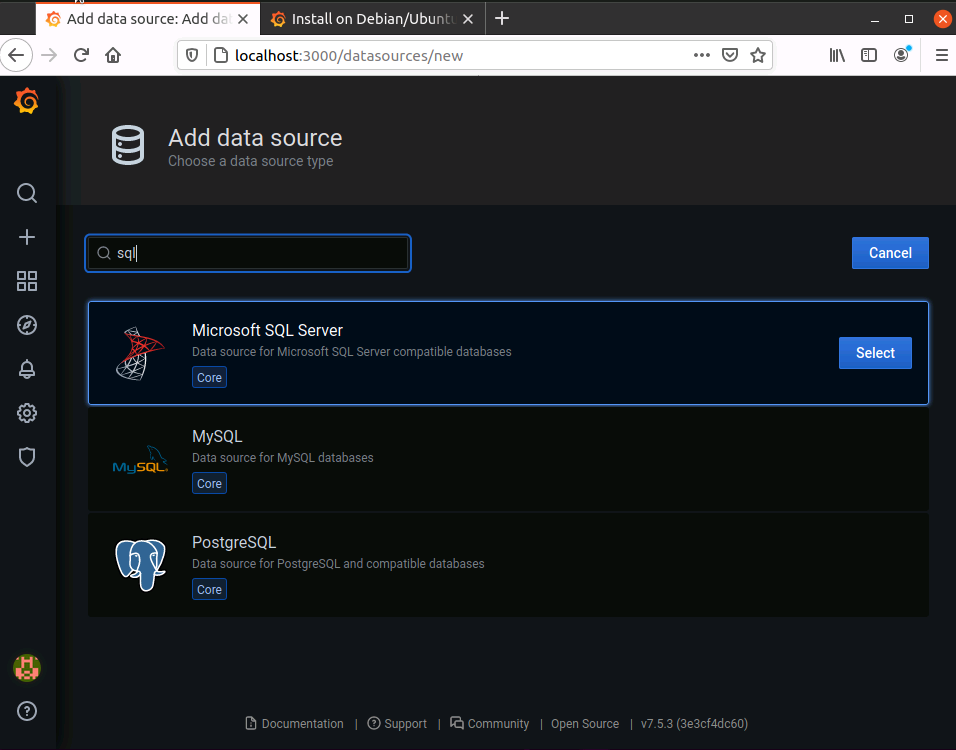 Add data source: Add da
Install on Debian/Ubuntu
localhost:3000/datasources/new
Add data source
Choose a data source type
sql
Cancel
Microsoft SQL Server
Data source for Microsoft SQL Server compatible databases
Core
Select
MySQL
MySQL
Data source for MySQL databases
Core
PostgreSQL
Data source for PostgreSQL and compatible databases
Core
Documentation | Support | Community | Open Source | v7.5.3 (3e3cf4dc60)